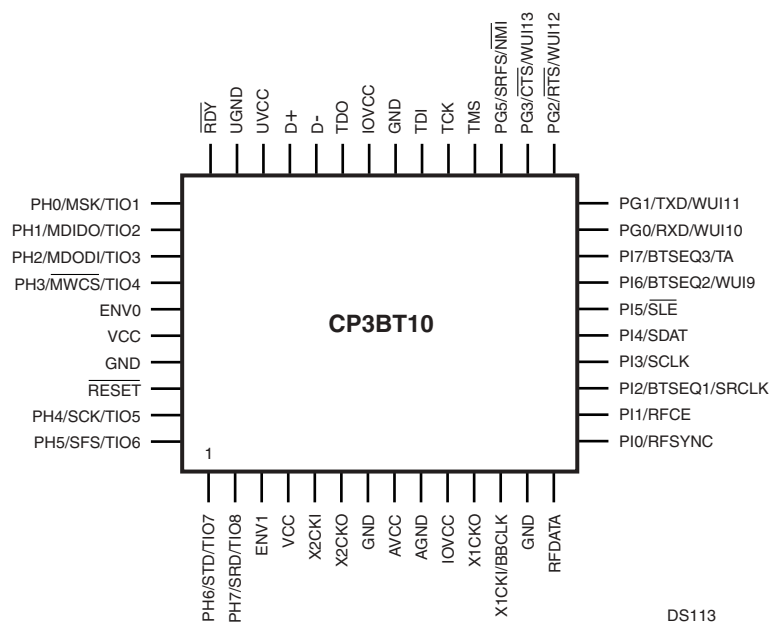 RDY
UGND
UVCC
D+
D-
TDO
IOVCC
GND
TDI
TCK
TMS
PG5/SRFS/NMI
PG3/CTS/WUI13
PG2/RTS/WUI12
PH0/MSK/TIO1
PH1/MDIDO/TIO2
PH2/MDODI/TIO3
PH3/MWCS/TIO4
ENV0
VCC
GND
RESET
PH4/SCK/TIO5
PH5/SFS/TIO6
CP3BT10
1
PG1/TXD/WUI11
PG0/RXD/WUI10
PI7/BTSEQ3/TA
PI6/BTSEQ2/WUI9
PI5/SLE
PI4/SDAT
PI3/SCLK
PI2/BTSEQ1/SRCLK
PI1/RFCE
PI0/RFSYNC
PH6/STD/TIO7
PH7/SRD/TIO8
ENV1
VCC
X2CKI
X2CKO
GND
AVCC
AGND
IOVCC
X1CKO
X1CKI/BBCLK
GND
RFDATA
DS113